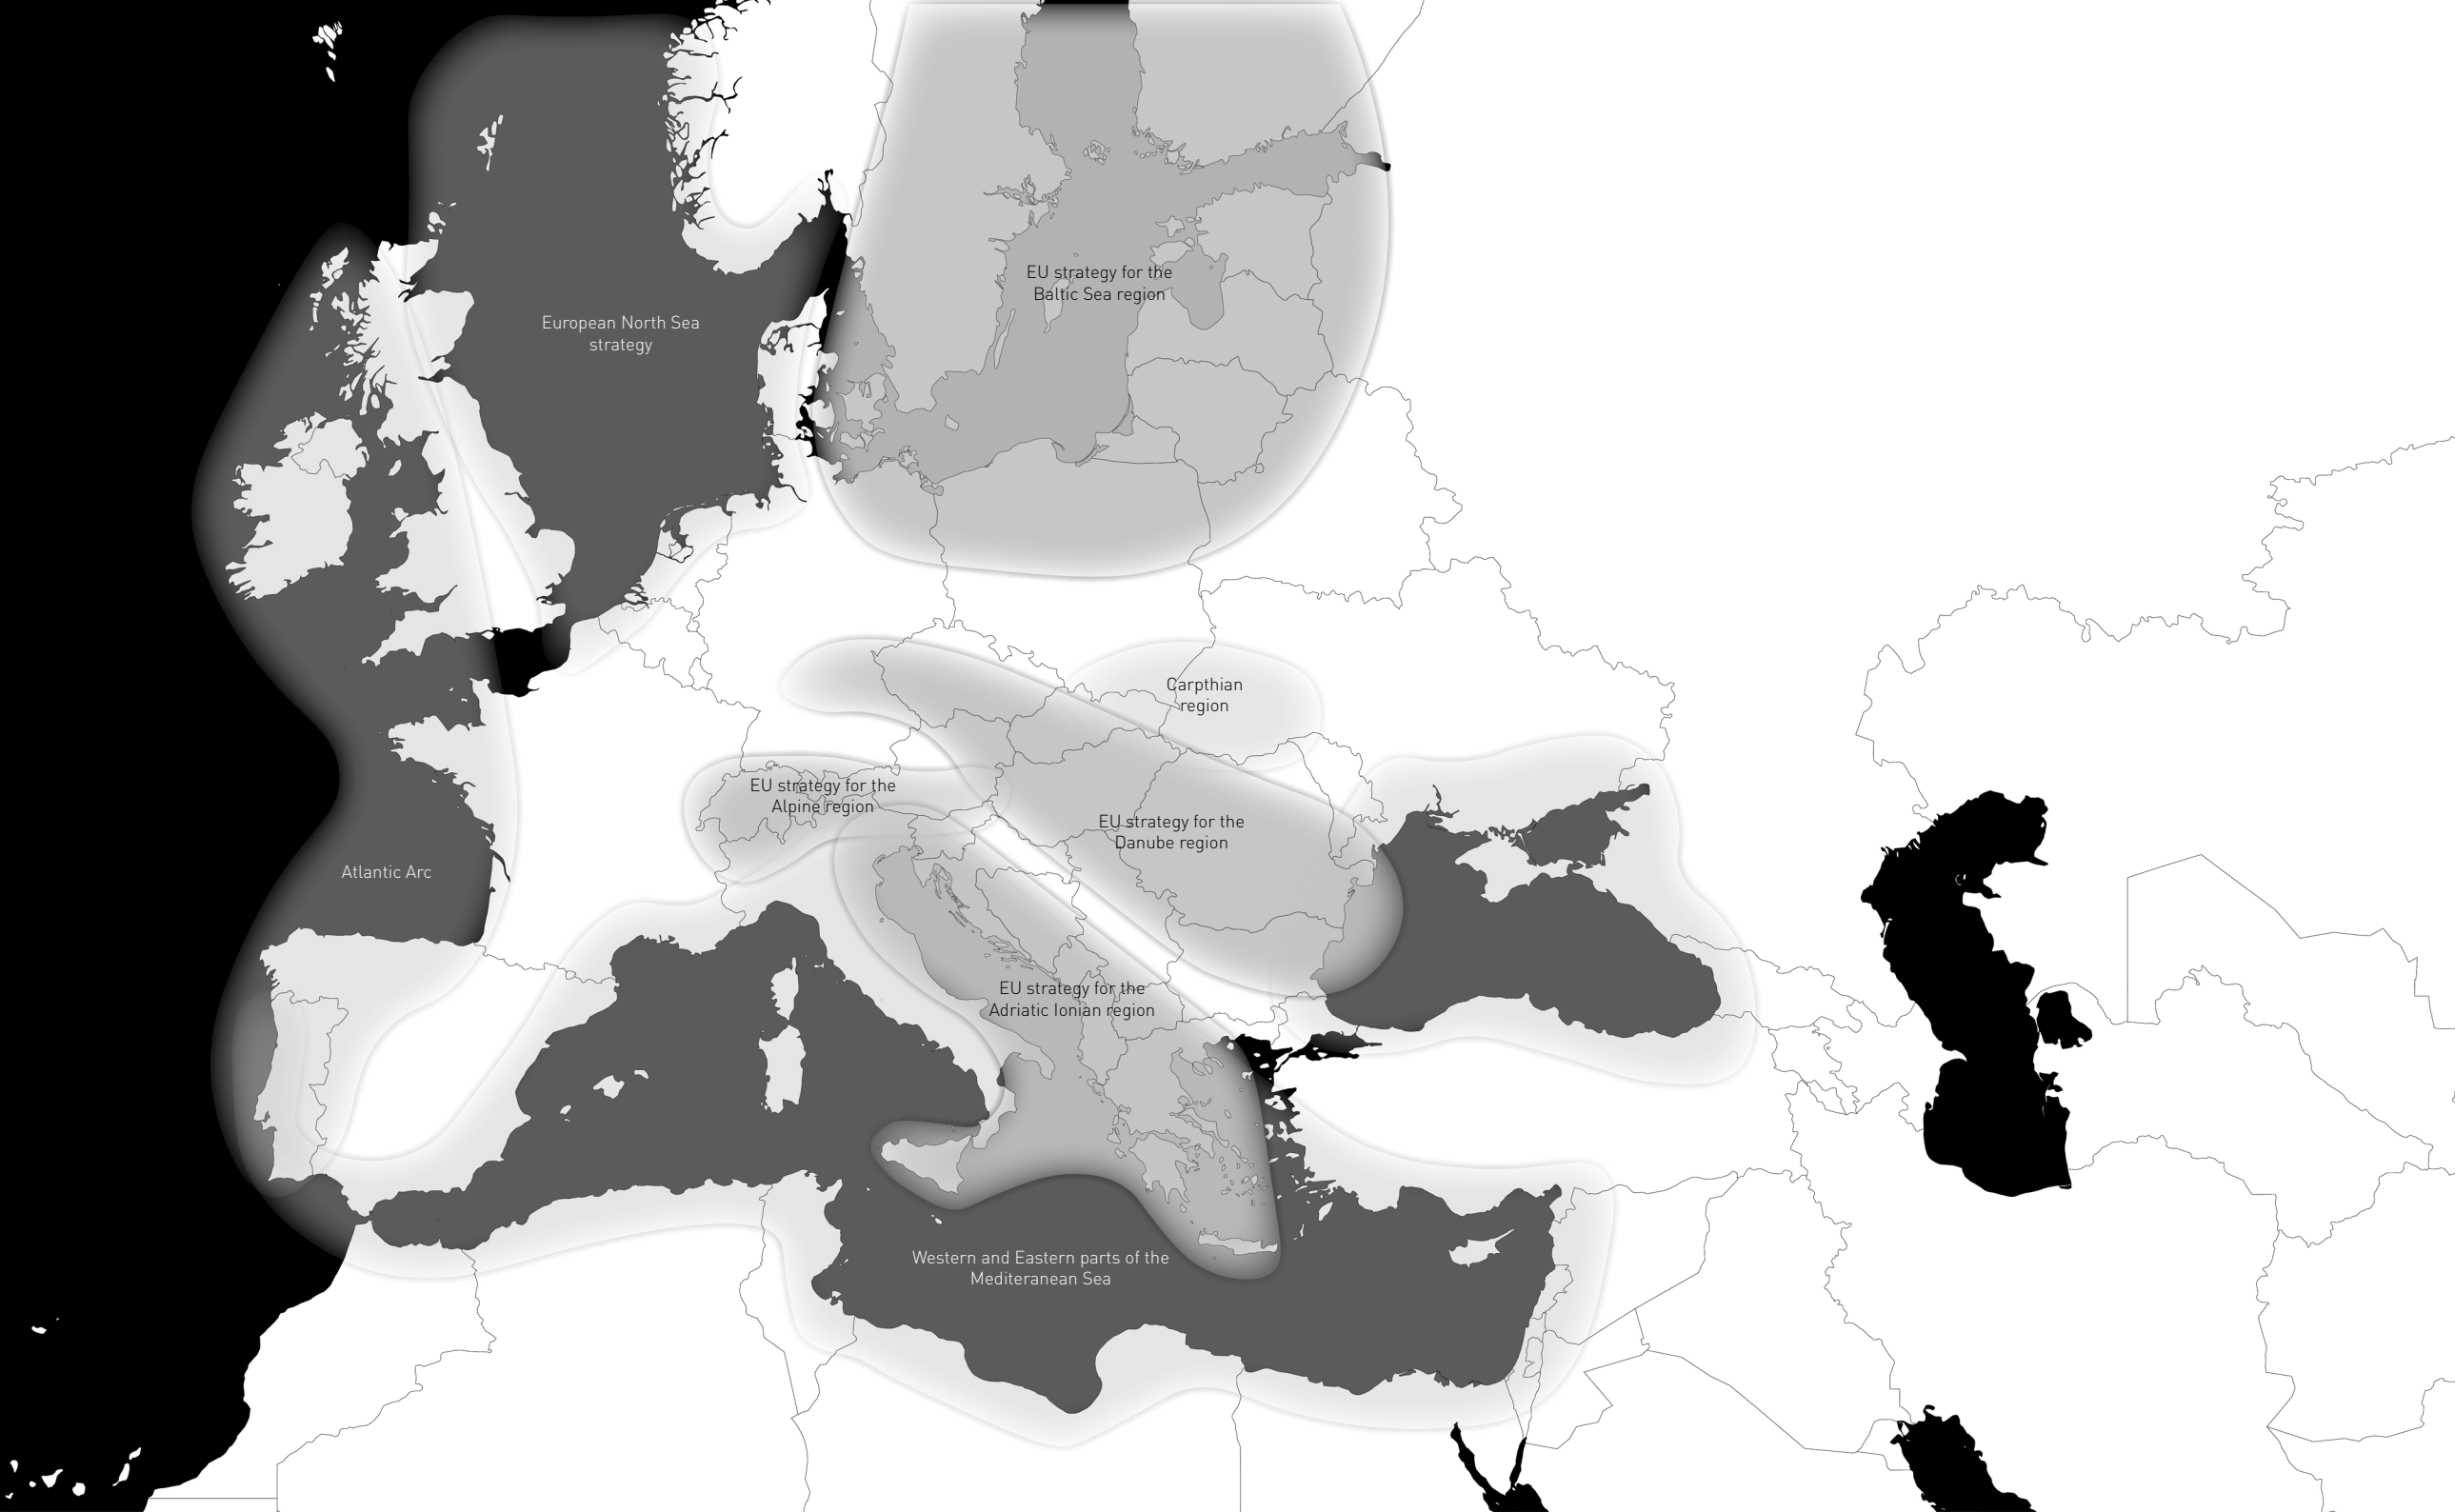 EU strategy for the
Baltic Sea region
European North Sea
strategy
Carpthian
region
EU strategy for the
Alpine region
EU strategy for the
Danube region
Atlantic Arc
EU strategy for the
Adriatic Ionian region
Western and Eastern parts of the
Mediteranean Sea